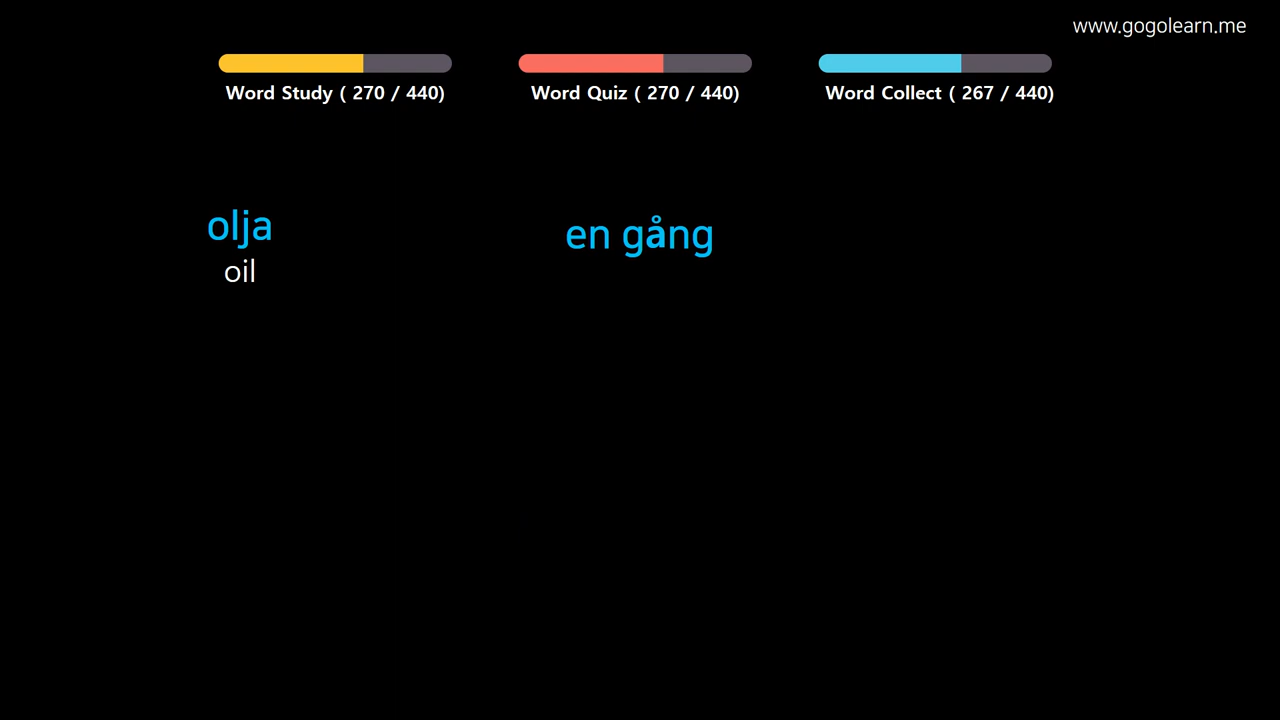 www.gogolearn.me
Word Study ( 270 / 440)
Word Quiz ( 270 / 440)
Word Collect ( 267 / 440)
olja
oil
en gång